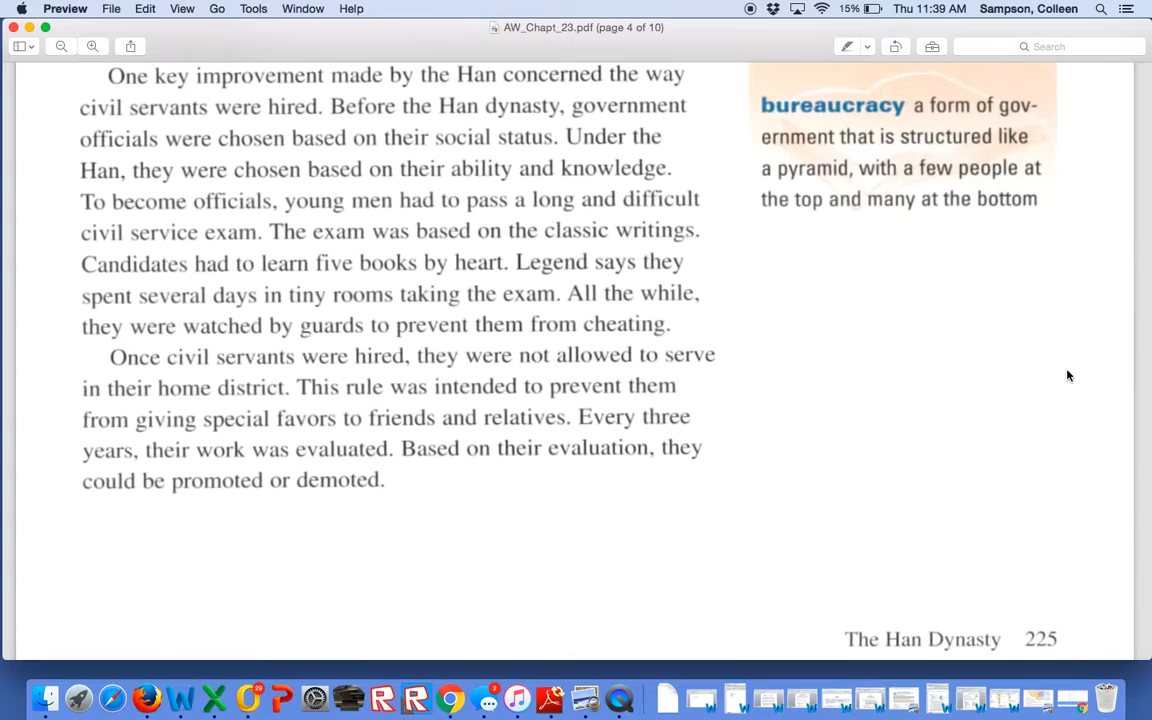 Preview File Edit View Go Tools Window Help 15% Thu 11:39 AM Sampson, Colleen
AW_Chapt_23.pdf (page 4 of 10)
Search
One key improvement made by the Han concerned the way
civil servants were hired. Before the Han dynasty, government
officials were chosen based on their social status. Under the
Han, they were chosen based on their ability and knowledge.
To become officials, young men had to pass a long and difficult
civil service exam. The exam was based on the classic writings.
Candidates had to learn five books by heart. Legend says they
spent several days in tiny rooms taking the exam. All the while,
they were watched by guards to prevent them from cheating.
Once civil servants were hired, they were not allowed to serve
in their home district. This rule was intended to prevent them
from giving special favors to friends and relatives. Every three
years, their work was evaluated. Based on their evaluation, they
could be promoted or demoted.
bureaucracy a form of gov-
ernment that is structured like
a pyramid, with a few people at
the top and many at the bottom
The Han Dynasty 225
29
2